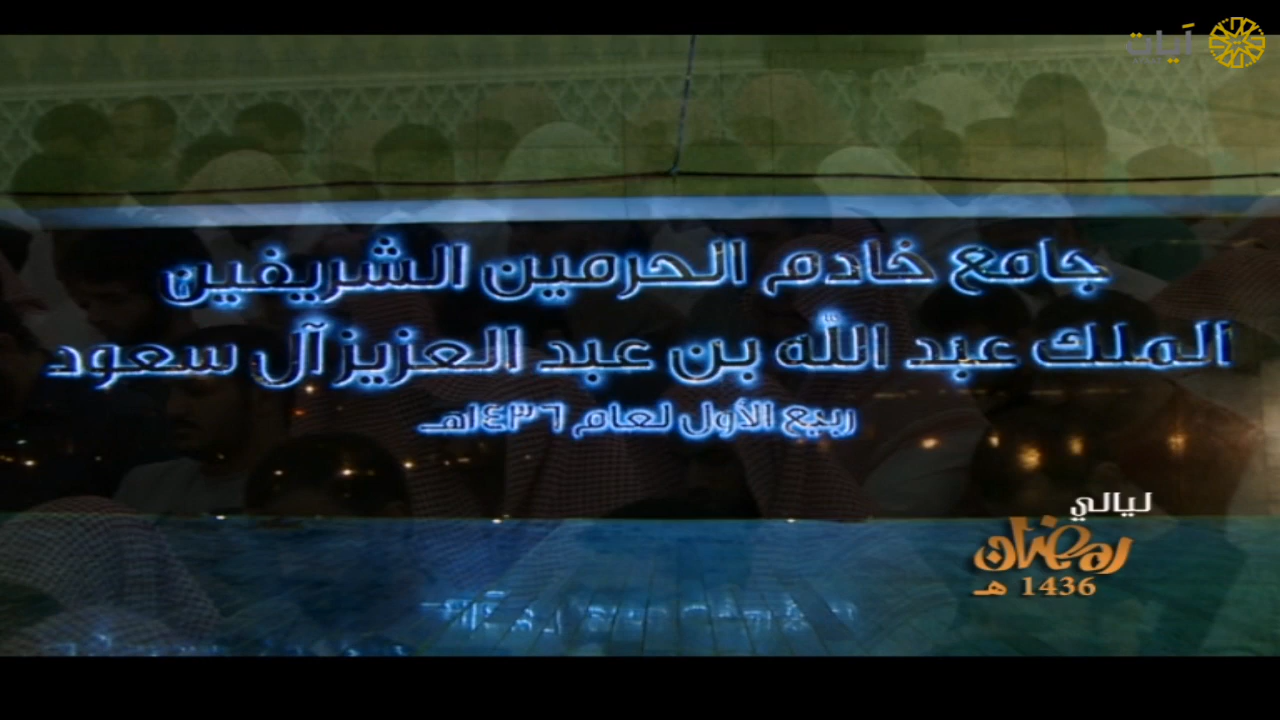 آيات
جامع خادم الحرمين الشريفين
الملك عبد الله بن عبد العزيز آل سعود
ربيع الأول لعام ١٤٣٦هـ
ليالي
رمضان
1436 هـ